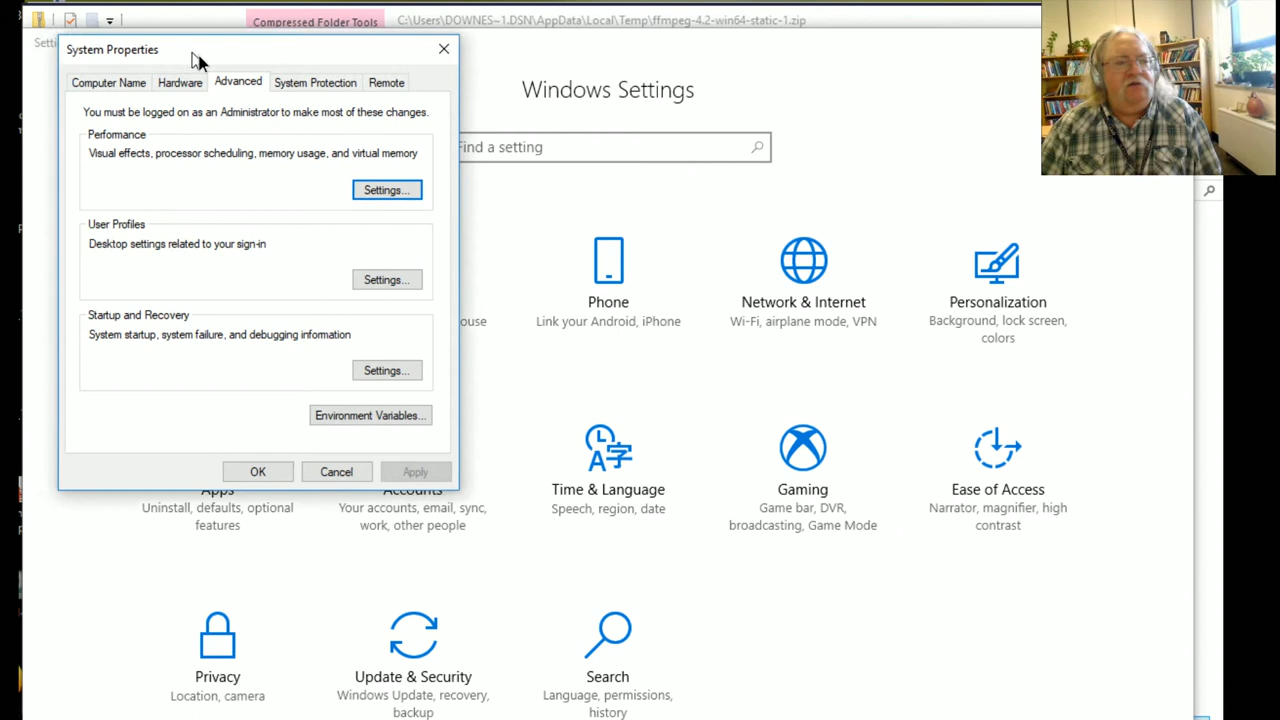 Compressed Folder Tools
C:\Users\DOWNES~1.DSN\AppData\Local\Temp\ffmpeg-4.2-win64-static-1.zip
System Properties
Computer Name Hardware Advanced System Protection Remote
You must be logged on as an Administrator to make most of these changes.
Performance
Visual effects, processor scheduling, memory usage, and virtual memory
Settings...
User Profiles
Desktop settings related to your sign-in
Settings...
Startup and Recovery
System startup, system failure, and debugging information
Settings...
Environment Variables...
OK Cancel Apply
Windows Settings
Find a setting
Phone
Link your Android, iPhone
Network & Internet
Wi-Fi, airplane mode, VPN
Personalization
Background, lock screen,
colors
Apps
Uninstall, defaults, optional
features
Accounts
Your accounts, email, sync,
work, other people
Time & Language
Speech, region, date
Gaming
Game bar, DVR,
broadcasting, Game Mode
Ease of Access
Narrator, magnifier, high
contrast
Privacy
Location, camera
Update & Security
Windows Update, recovery,
backup
Search
Language, permissions,
history